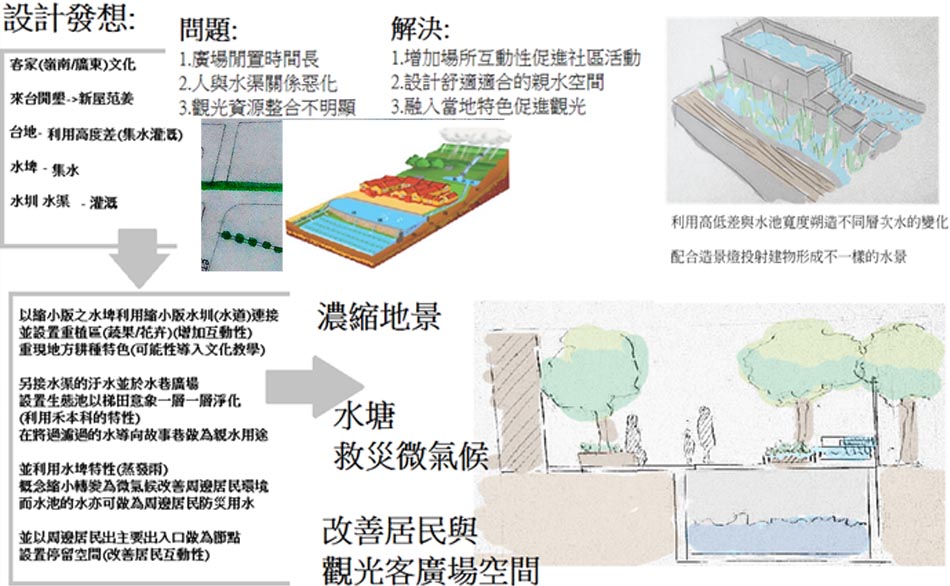 設計發想:
客家(嶺南/廣東)文化
來台開墾->新屋范姜
台地- 利用高度差(集水灌溉)
水埤 - 集水
水圳 水渠 - 灌溉
問題:
1.廣場閒置時間長
2.人與水渠關係惡化
3.觀光資源整合不明顯
解決:
1.增加場所互動性促進社區活動
2.設計舒適適合的親水空間
3.融入當地特色促進觀光
利用高低差與水池寬度朔造不同層次水的變化
配合造景燈投射建物形成不一樣的水景
以縮小版之水埤利用縮小版水圳(水道)連接
並設置重植區(蔬果/花卉)(增加互動性)
重現地方耕種特色(可能性導入文化教學)
另接水渠的汙水並於水巷廣場
設置生態池以梯田意象一層一層淨化
(利用禾本科的特性)
在將過濾過的水導向故事巷做為親水用途
並利用水埤特性(蒸發雨)
概念縮小轉變為微氣候改善周邊居民環境
而水池的水亦可做為周邊居民防災用水
並以周邊居民出主要出入口做為節點
設置停留空間(改善居民互動性)
濃縮地景
水塘
救災微氣候
改善居民與
觀光客廣場空間